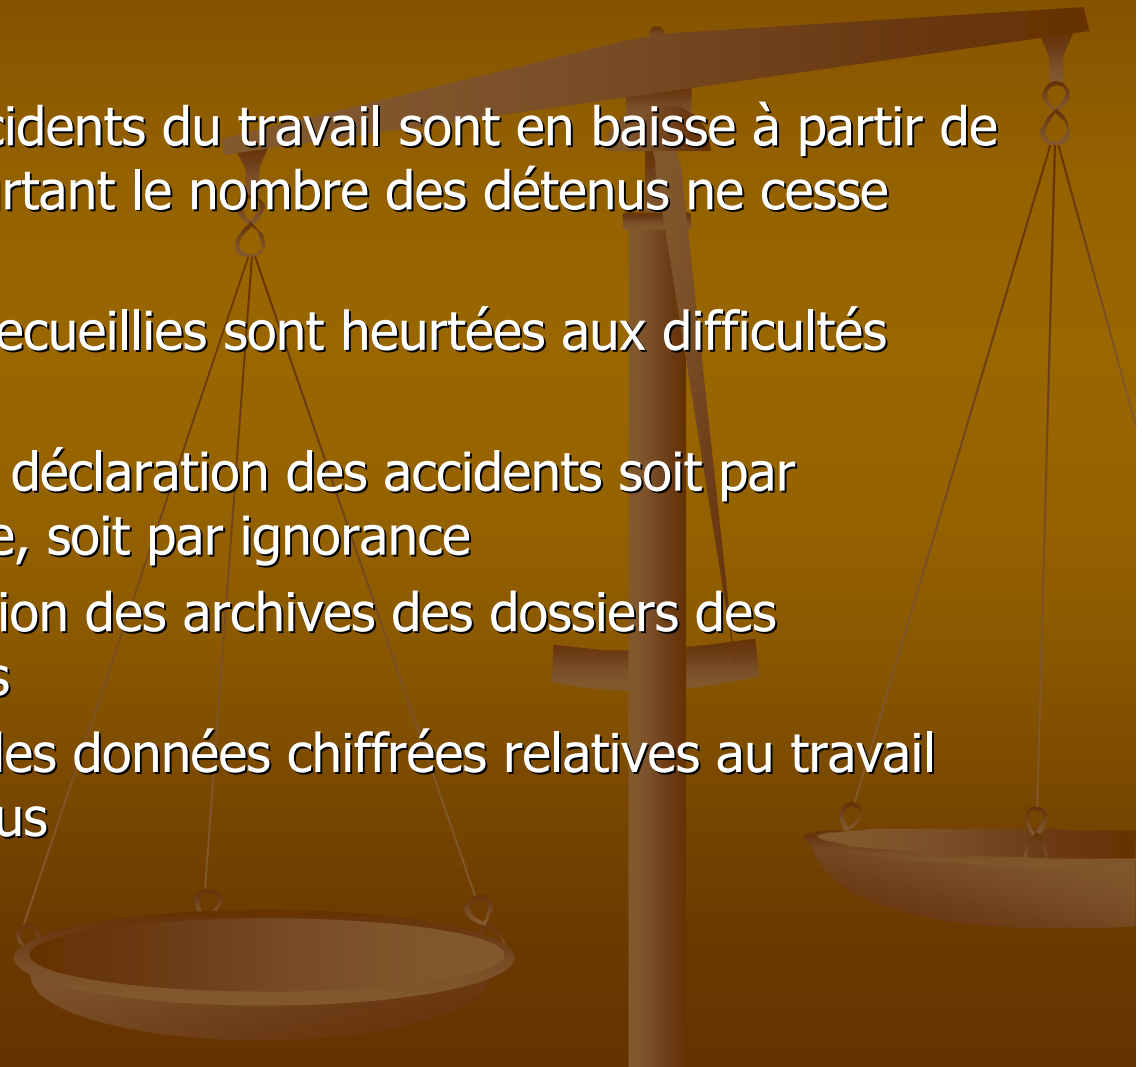 cidents du travail sont en baisse à partir de
rtant le nombre des détenus ne cesse
ecueillies sont heurtées aux difficultés
déclaration des accidents soit par
e, soit par ignorance
tion des archives des dossiers des
s
des données chiffrées relatives au travail
us